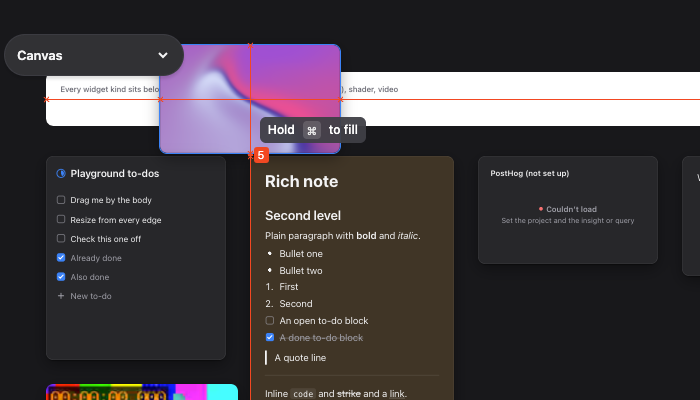 Canvas
Every widget kind sits belo
), shader, video
Hold ⌘ to fill
5
Playground to-dos
Drag me by the body
Resize from every edge
Check this one off
Already done
Also done
New to-do
Rich note
Second level
Plain paragraph with bold and italic.
Bullet one
Bullet two
1. First
2. Second
An open to-do block
A done to-do block
A quote line
Inline code and strike and a link.
PostHog (not set up)
Couldn't load
Set the project and the insight or query